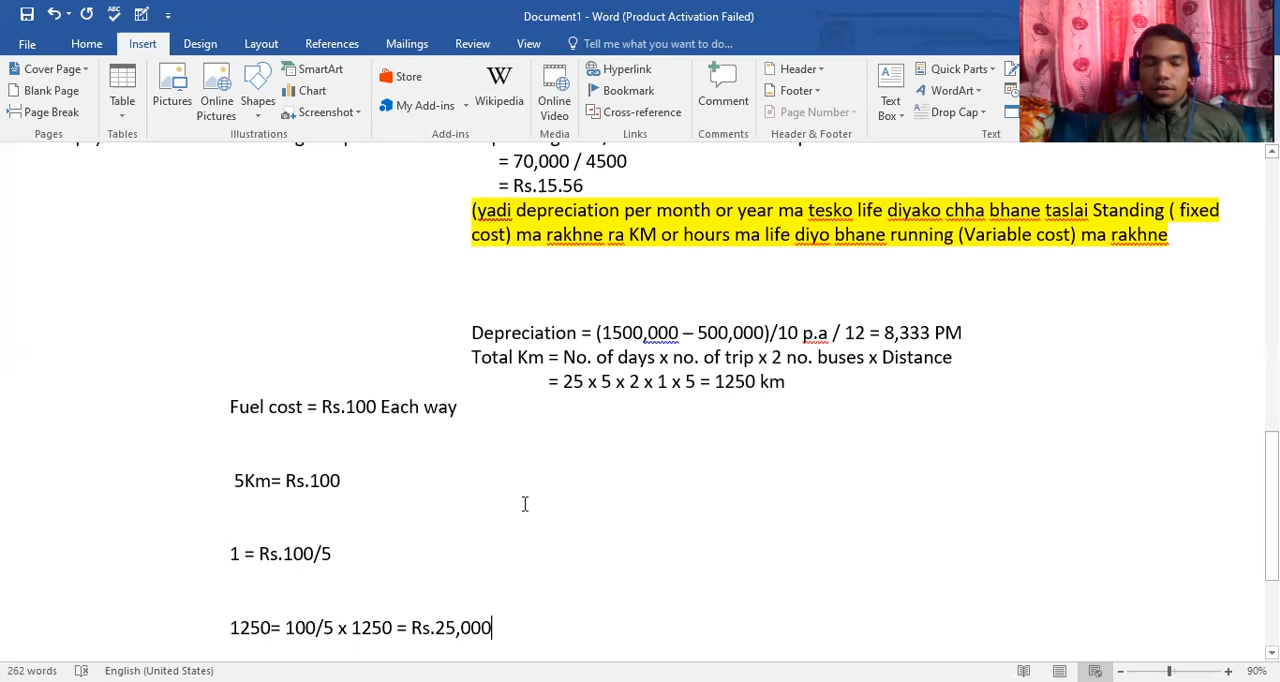 Document1 - Word (Product Activation Failed)
File Home Insert Design Layout References Mailings Review View Tell me what you want to do...
Cover Page
Blank Page
Page Break
Pages
Table
Tables
Pictures
Online Pictures
Shapes
SmartArt
Chart
Screenshot
Illustrations
Store
My Add-ins
W
Wikipedia
Add-ins
Online Video
Media
Hyperlink
Bookmark
Cross-reference
Links
Comment
Comments
Header
Footer
Page Number
Header & Footer
Text Box
Quick Parts
WordArt
Drop Cap
Text
= 70,000 / 4500
= Rs.15.56
(yadi depreciation per month or year ma tesko life diyako chha bhane taslai Standing ( fixed
cost) ma rakhne ra KM or hours ma life diyo bhane running (Variable cost) ma rakhne
Depreciation = (1500,000 – 500,000)/10 p.a / 12 = 8,333 PM
Total Km = No. of days x no. of trip x 2 no. buses x Distance
= 25 x 5 x 2 x 1 x 5 = 1250 km
Fuel cost = Rs.100 Each way
5Km= Rs.100
1 = Rs.100/5
1250= 100/5 x 1250 = Rs.25,000
262 words English (United States) 90%